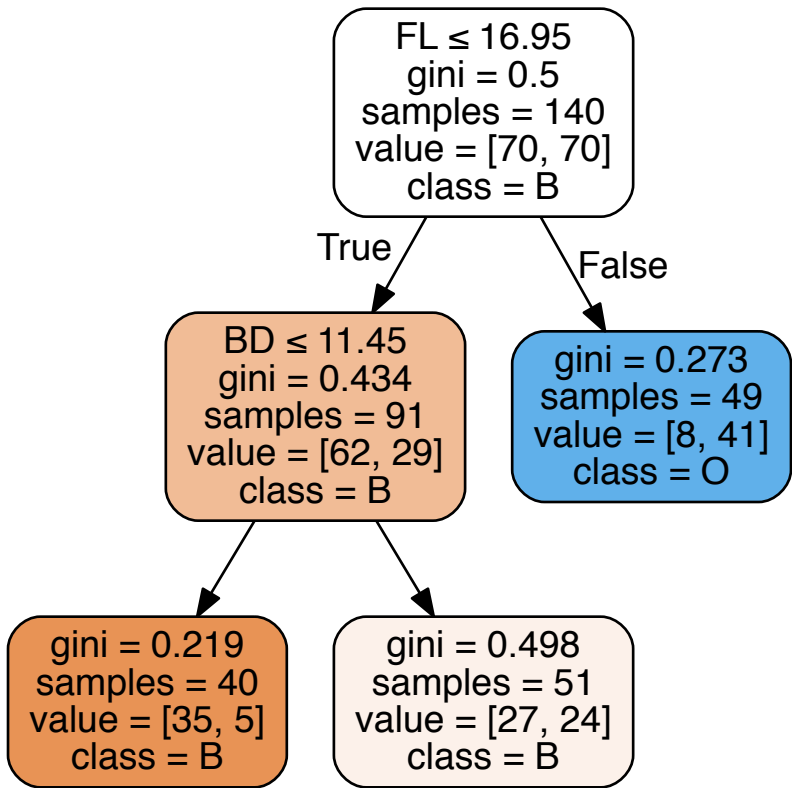 FL ≤ 16.95
gini = 0.5
samples = 140
value = [70, 70]
class = B
True
False
BD ≤ 11.45
gini = 0.434
samples = 91
value = [62, 29]
class = B
gini = 0.273
samples = 49
value = [8, 41]
class = O
gini = 0.219
samples = 40
value = [35, 5]
class = B
gini = 0.498
samples = 51
value = [27, 24]
class = B